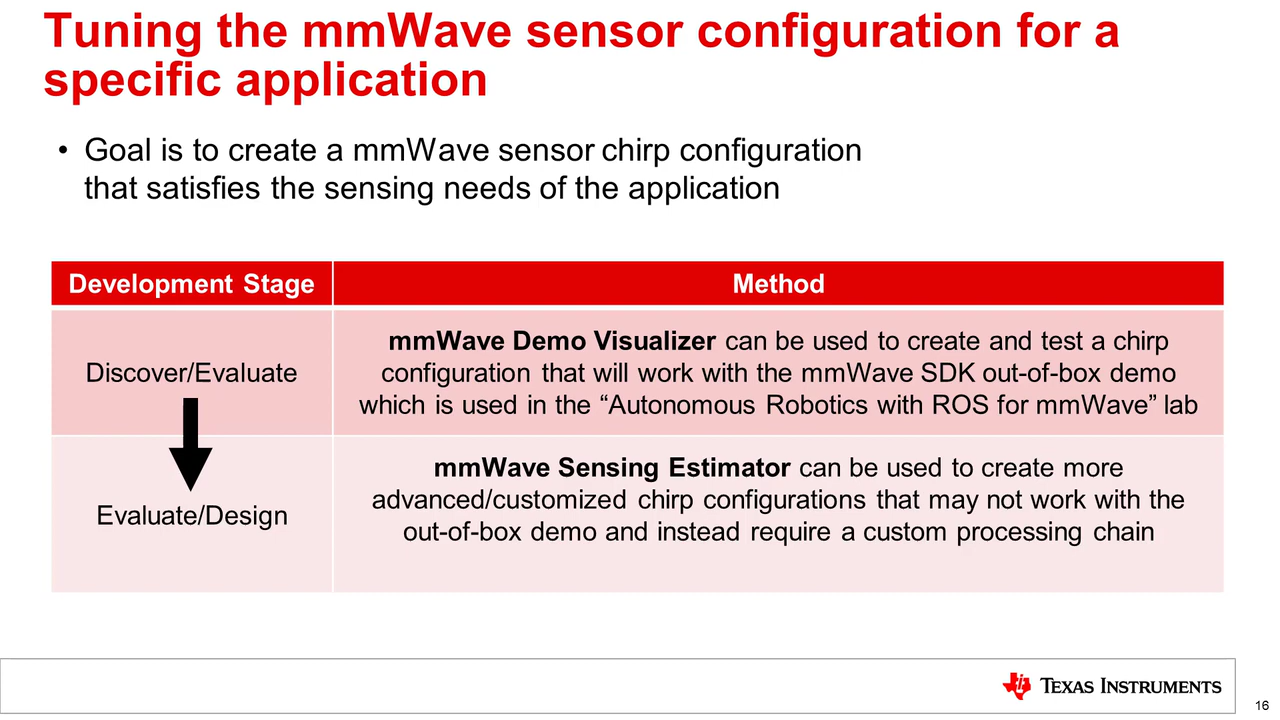 Tuning the mmWave sensor configuration for a
specific application
• Goal is to create a mmWave sensor chirp configuration
that satisfies the sensing needs of the application
Development Stage
Method
Discover/Evaluate
mmWave Demo Visualizer can be used to create and test a chirp
configuration that will work with the mmWave SDK out-of-box demo
which is used in the “Autonomous Robotics with ROS for mmWave” lab
Evaluate/Design
mmWave Sensing Estimator can be used to create more
advanced/customized chirp configurations that may not work with the
out-of-box demo and instead require a custom processing chain
TEXAS INSTRUMENTS
16